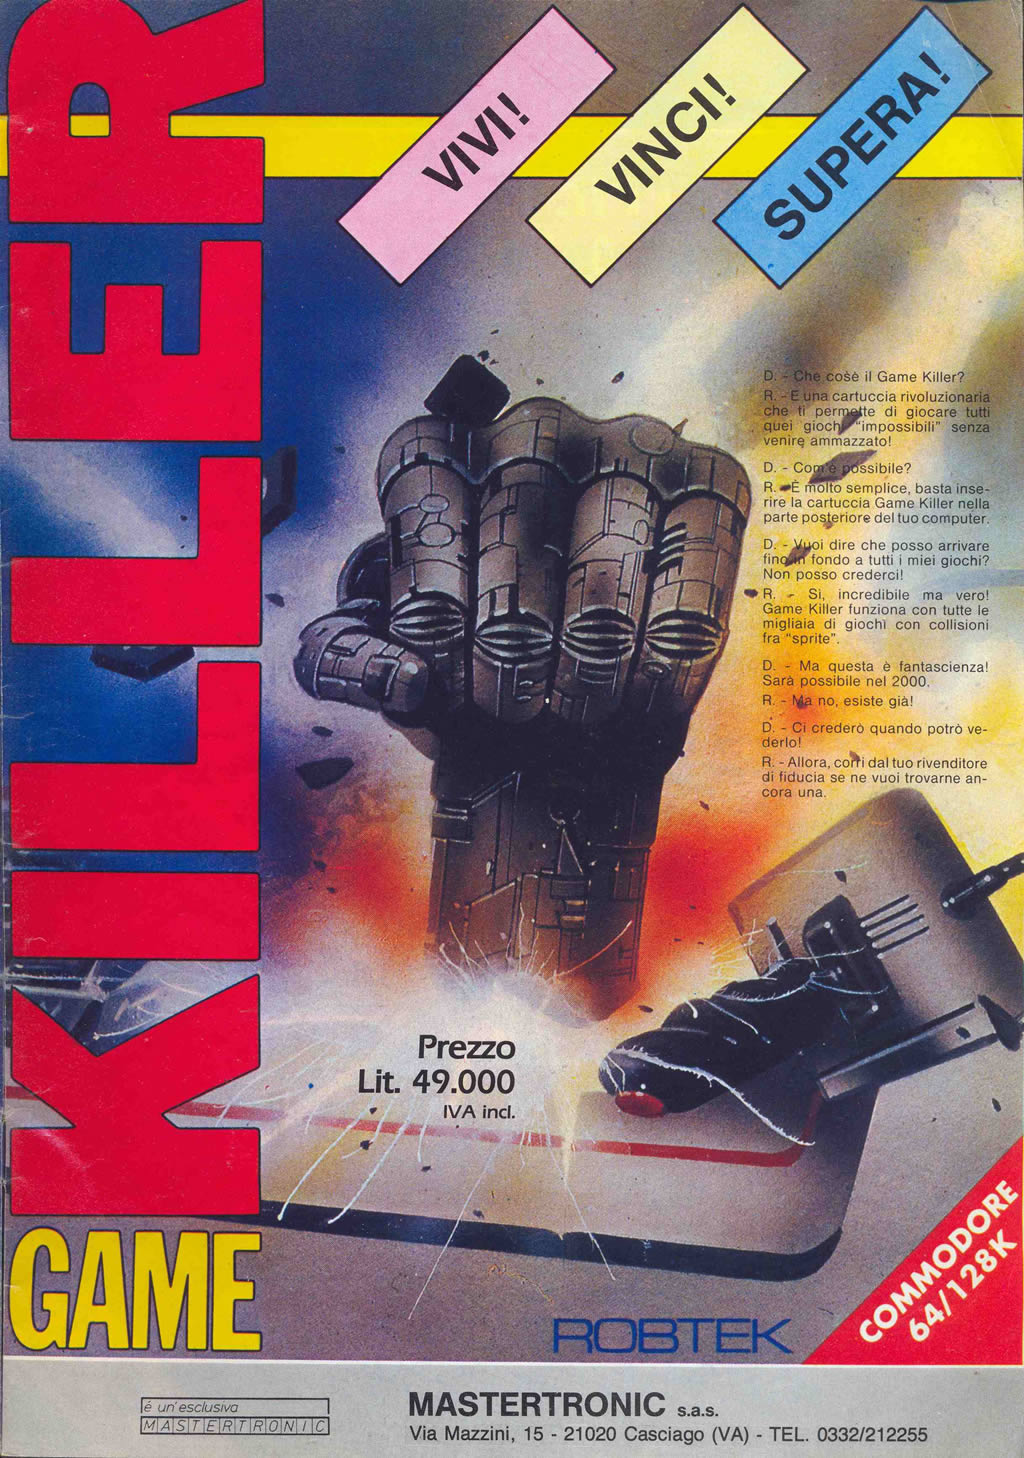 VIVI!
VINCI!
SUPERA!
GAME
KILLER
D. - Che cosè il Game Killer?
R. - È una cartuccia rivoluzionaria
che ti permette di giocare tutti
quei giochi “impossibili” senza
venire ammazzato!
D. - Com'è possibile?
R. - È molto semplice, basta inse-
rire la cartuccia Game Killer nella
parte posteriore del tuo computer.
D. - Vuoi dire che posso arrivare
fino in fondo a tutti i miei giochi?
Non posso crederci!
R. - Si, incredibile ma vero!
Game Killer funziona con tutte le
migliaia di giochi con collisioni
fra “sprite”.
D. - Ma questa è fantascienza!
Sarà possibile nel 2000.
R. - Ma no, esiste già!
D. - Ci crederò quando potrò ve-
derlo!
R. - Allora, corri dal tuo rivenditore
di fiducia se ne vuoi trovarne an-
cora una.
Prezzo
Lit. 49.000
IVA incl.
COMMODORE
64/128K
ROBTEK
é un'esclusiva
MASTERTRONIC
MASTERTRONIC s.a.s.
Via Mazzini, 15 - 21020 Casciago (VA) - TEL. 0332/212255